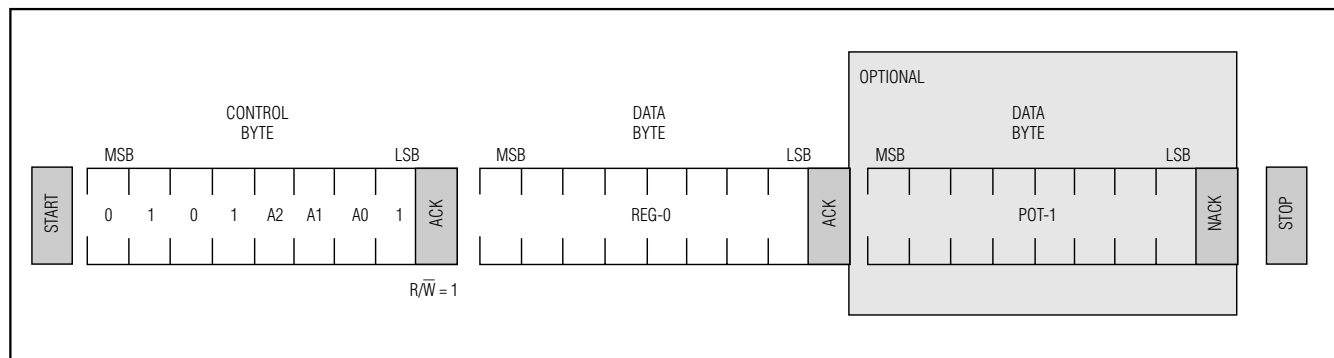 OPTIONAL
CONTROL
BYTE
DATA
BYTE
DATA
BYTE
MSB
LSB
MSB
LSB
MSB
LSB
START
0 1 0 1 A2 A1 A0 1
ACK
REG-0
ACK
POT-1
NACK
STOP
R/W̅ = 1